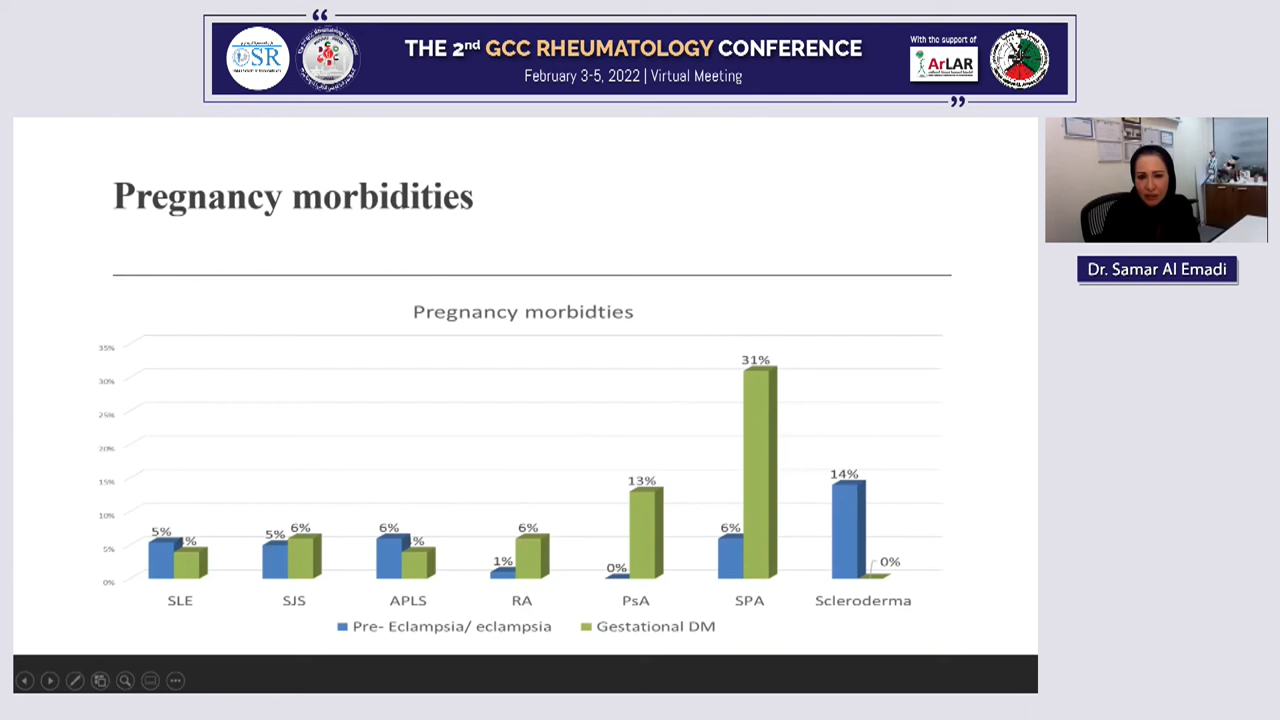 THE 2nd GCC RHEUMATOLOGY CONFERENCE
February 3-5, 2022 | Virtual Meeting
With the support of
OSR
ArLAR
Dr. Samar Al Emadi
Pregnancy morbidities
Pregnancy morbidties
35%
30%
25%
20%
15%
10%
5%
0%
5% %
5% 6%
6% %
1% 6%
0% 13%
6% 31%
14% 0%
SLE SJS APLS RA PsA SPA Scleroderma
Pre- Eclampsia/ eclampsia Gestational DM